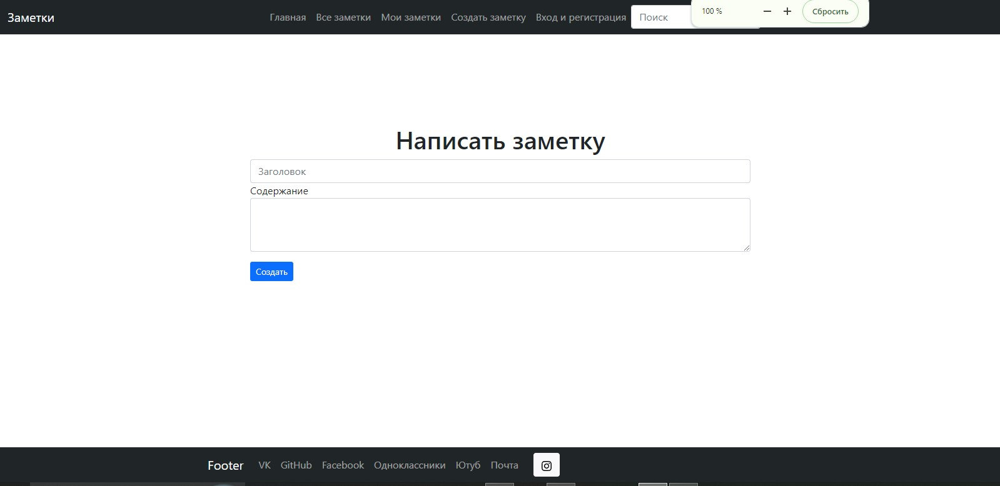 Заметки Главная Все заметки Мои заметки Создать заметку Вход и регистрация Поиск 100 % Сбросить
Написать заметку
Заголовок
Содержание
Создать
Footer VK GitHub Facebook Одноклассники Ютуб Почта